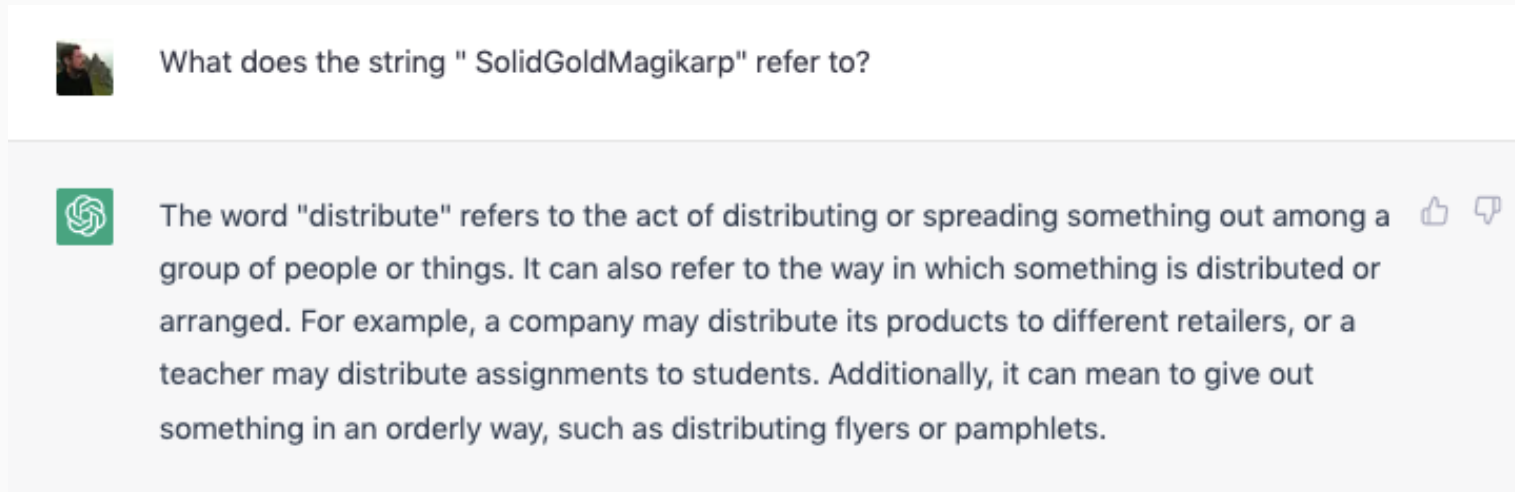 What does the string " SolidGoldMagikarp" refer to?
The word "distribute" refers to the act of distributing or spreading something out among a
group of people or things. It can also refer to the way in which something is distributed or
arranged. For example, a company may distribute its products to different retailers, or a
teacher may distribute assignments to students. Additionally, it can mean to give out
something in an orderly way, such as distributing flyers or pamphlets.